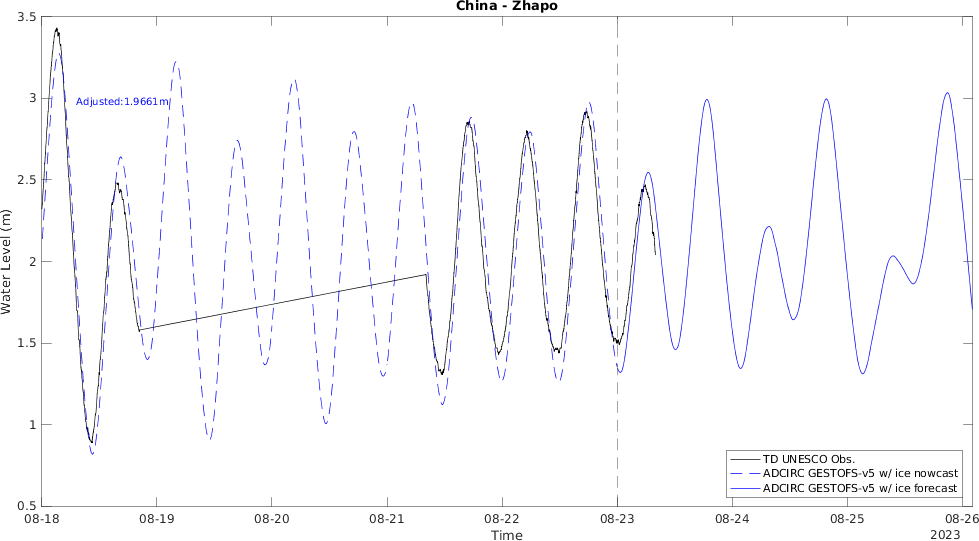 China - Zhapo
Adjusted:1.9661m
Water Level (m)
3.5
3
2.5
2
1.5
1
0.5
TD UNESCO Obs.
ADCIRC GESTOFS-v5 w/ ice nowcast
ADCIRC GESTOFS-v5 w/ ice forecast
08-18 08-19 08-20 08-21 08-22 08-23 08-24 08-25 08-26
Time
2023